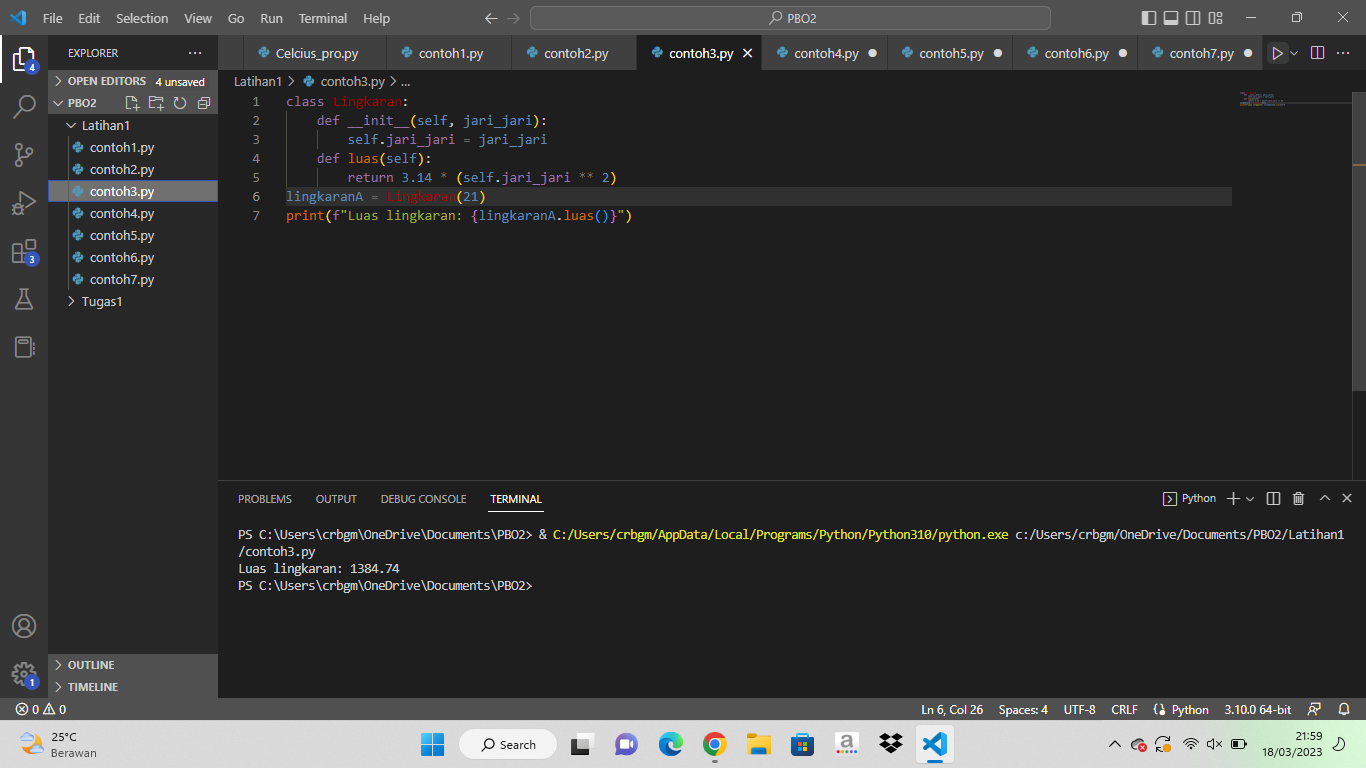 File Edit Selection View Go Run Terminal Help
PBO2
EXPLORER
Celcius_pro.py contoh1.py contoh2.py contoh3.py contoh4.py contoh5.py contoh6.py contoh7.py
4
OPEN EDITORS 4 unsaved
PBO2
Latihan1
contoh1.py
contoh2.py
contoh3.py
contoh4.py
contoh5.py
contoh6.py
contoh7.py
Tugas1
3
Latihan1 > contoh3.py > ...
1 class Lingkaran:
2 def __init__(self, jari_jari):
3 self.jari_jari = jari_jari
4 def luas(self):
5 return 3.14 * (self.jari_jari ** 2)
6 lingkaranA = Lingkaran(21)
7 print(f"Luas lingkaran: {lingkaranA.luas()}")
PROBLEMS OUTPUT DEBUG CONSOLE TERMINAL
Python
PS C:\Users\crbgm\OneDrive\Documents\PBO2> & C:/Users/crbgm/AppData/Local/Programs/Python/Python310/python.exe c:/Users/crbgm/OneDrive/Documents/PBO2/Latihan1
/contoh3.py
Luas lingkaran: 1384.74
PS C:\Users\crbgm\OneDrive\Documents\PBO2>
OUTLINE
TIMELINE
1
0 0
Ln 6, Col 26 Spaces: 4 UTF-8 CRLF Python 3.10.0 64-bit
25°C
Berawan
Search
a
21:59
18/03/2023